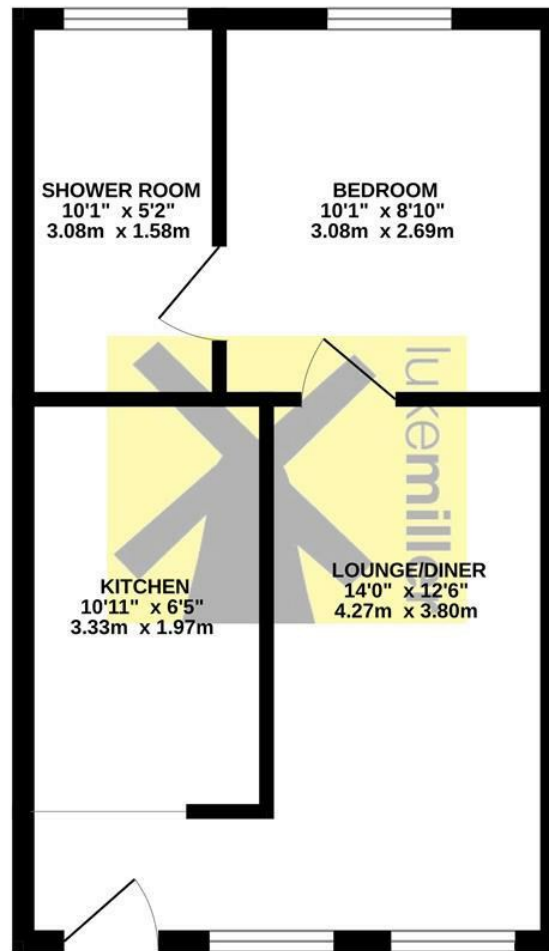 SHOWER ROOM
10'1" x 5'2"
3.08m x 1.58m
BEDROOM
10'1" x 8'10"
3.08m x 2.69m
lukemiller
KITCHEN
10'11" x 6'5"
3.33m x 1.97m
LOUNGE/DINER
14'0" x 12'6"
4.27m x 3.80m